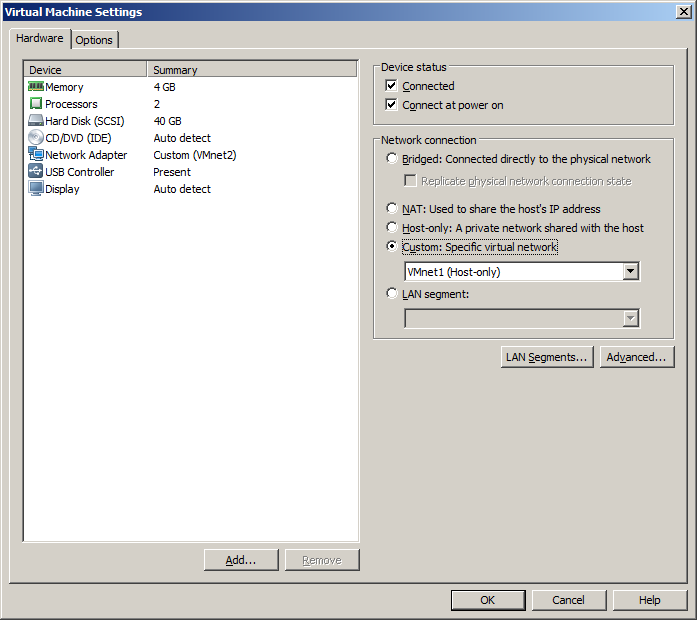 Virtual Machine Settings
Hardware
Options
Device Summary
Memory 4 GB
Processors 2
Hard Disk (SCSI) 40 GB
CD/DVD (IDE) Auto detect
Network Adapter Custom (VMnet2)
USB Controller Present
Display Auto detect
Add...
Remove
Device status
Connected
Connect at power on
Network connection
Bridged: Connected directly to the physical network
Replicate physical network connection state
NAT: Used to share the host's IP address
Host-only: A private network shared with the host
Custom: Specific virtual network
VMnet1 (Host-only)
LAN segment:
LAN Segments...
Advanced...
OK
Cancel
Help